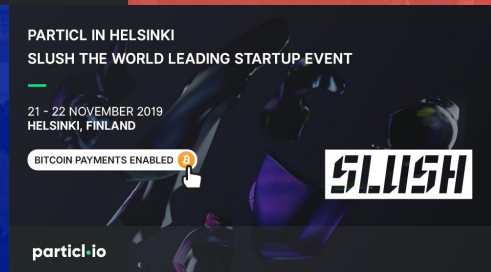 PARTICL IN HELSINKI
SLUSH THE WORLD LEADING STARTUP EVENT
21 - 22 NOVEMBER 2019
HELSINKI, FINLAND
BITCOIN PAYMENTS ENABLED
SLUSH
particl.io